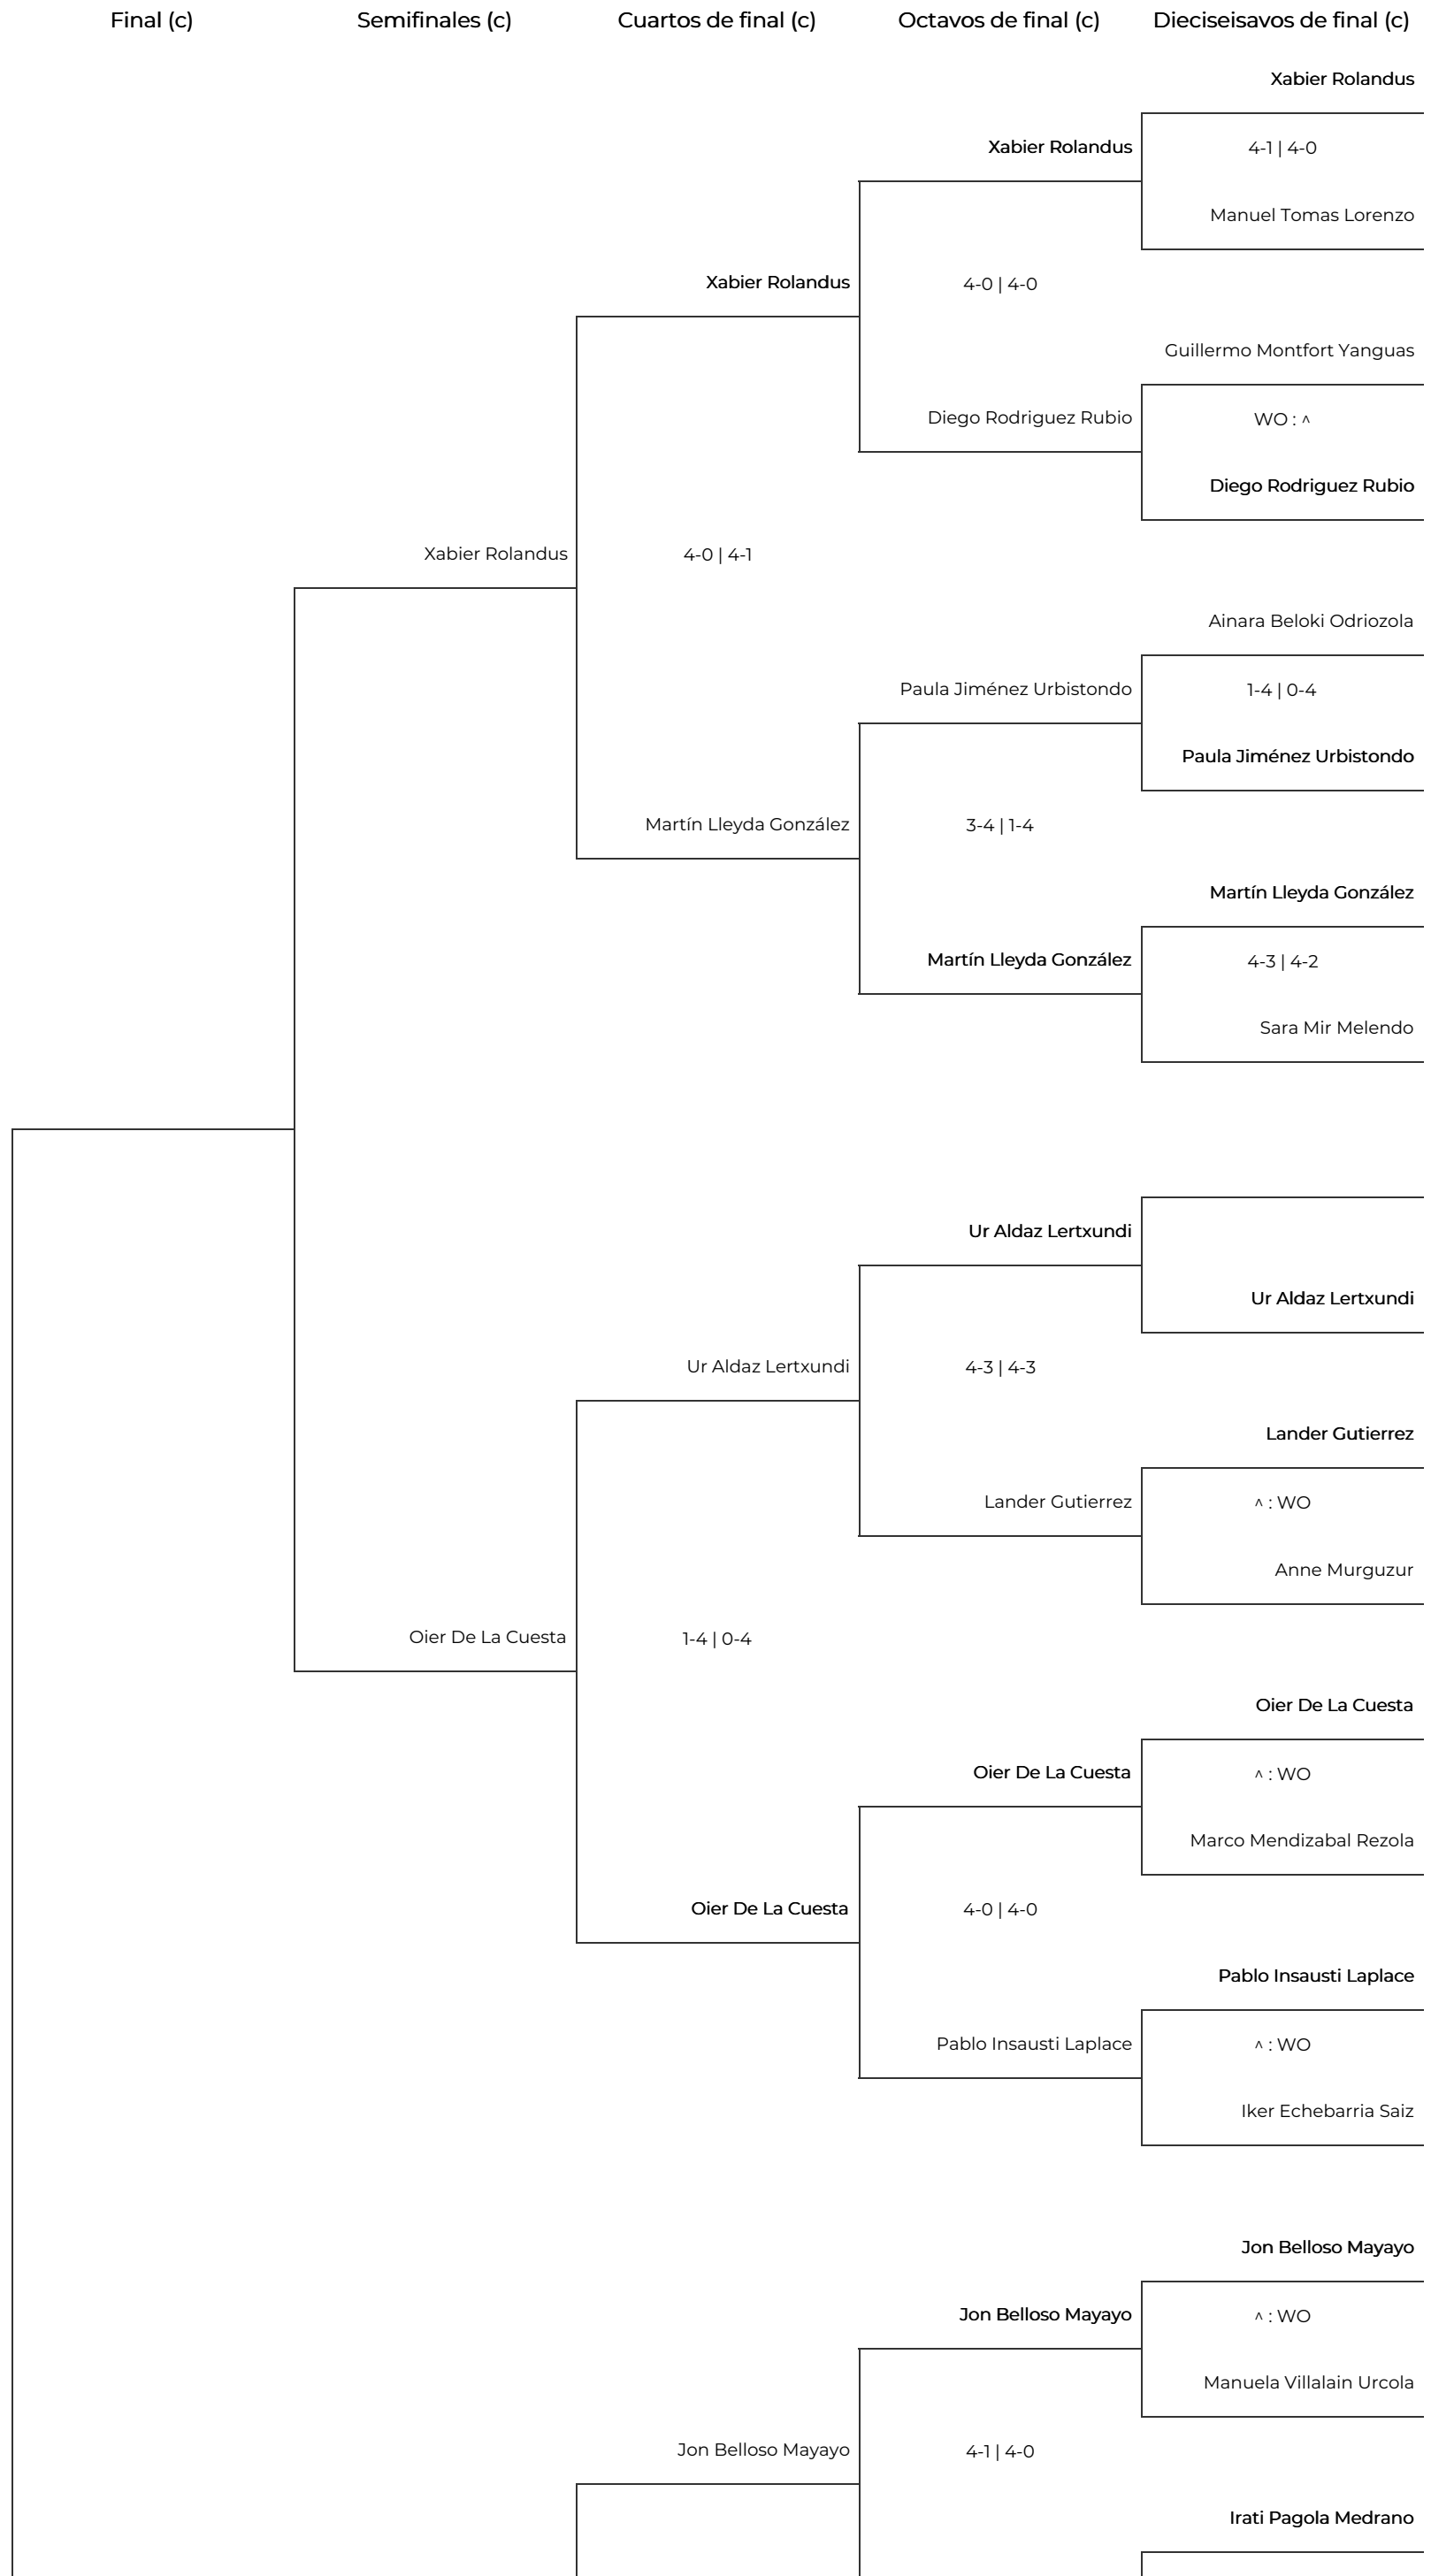 Final (c)
Semifinales (c)
Cuartos de final (c)
Octavos de final (c)
Dieciseisavos de final (c)
Xabier Rolandus
Xabier Rolandus
4-1 | 4-0
Manuel Tomas Lorenzo
Xabier Rolandus
4-0 | 4-0
Guillermo Montfort Yanguas
Diego Rodriguez Rubio
WO : ^
Diego Rodriguez Rubio
Xabier Rolandus
4-0 | 4-1
Ainara Beloki Odriozola
Paula Jiménez Urbistondo
1-4 | 0-4
Paula Jiménez Urbistondo
Martín Lleyda González
3-4 | 1-4
Martín Lleyda González
Martín Lleyda González
4-3 | 4-2
Sara Mir Melendo
Ur Aldaz Lertxundi
Ur Aldaz Lertxundi
Ur Aldaz Lertxundi
4-3 | 4-3
Lander Gutierrez
Lander Gutierrez
^ : WO
Anne Murguzur
Oier De La Cuesta
1-4 | 0-4
Oier De La Cuesta
Oier De La Cuesta
^ : WO
Marco Mendizabal Rezola
Oier De La Cuesta
4-0 | 4-0
Pablo Insausti Laplace
Pablo Insausti Laplace
^ : WO
Iker Echebarria Saiz
Jon Belloso Mayayo
Jon Belloso Mayayo
^ : WO
Manuela Villalain Urcola
Jon Belloso Mayayo
4-1 | 4-0
Irati Pagola Medrano